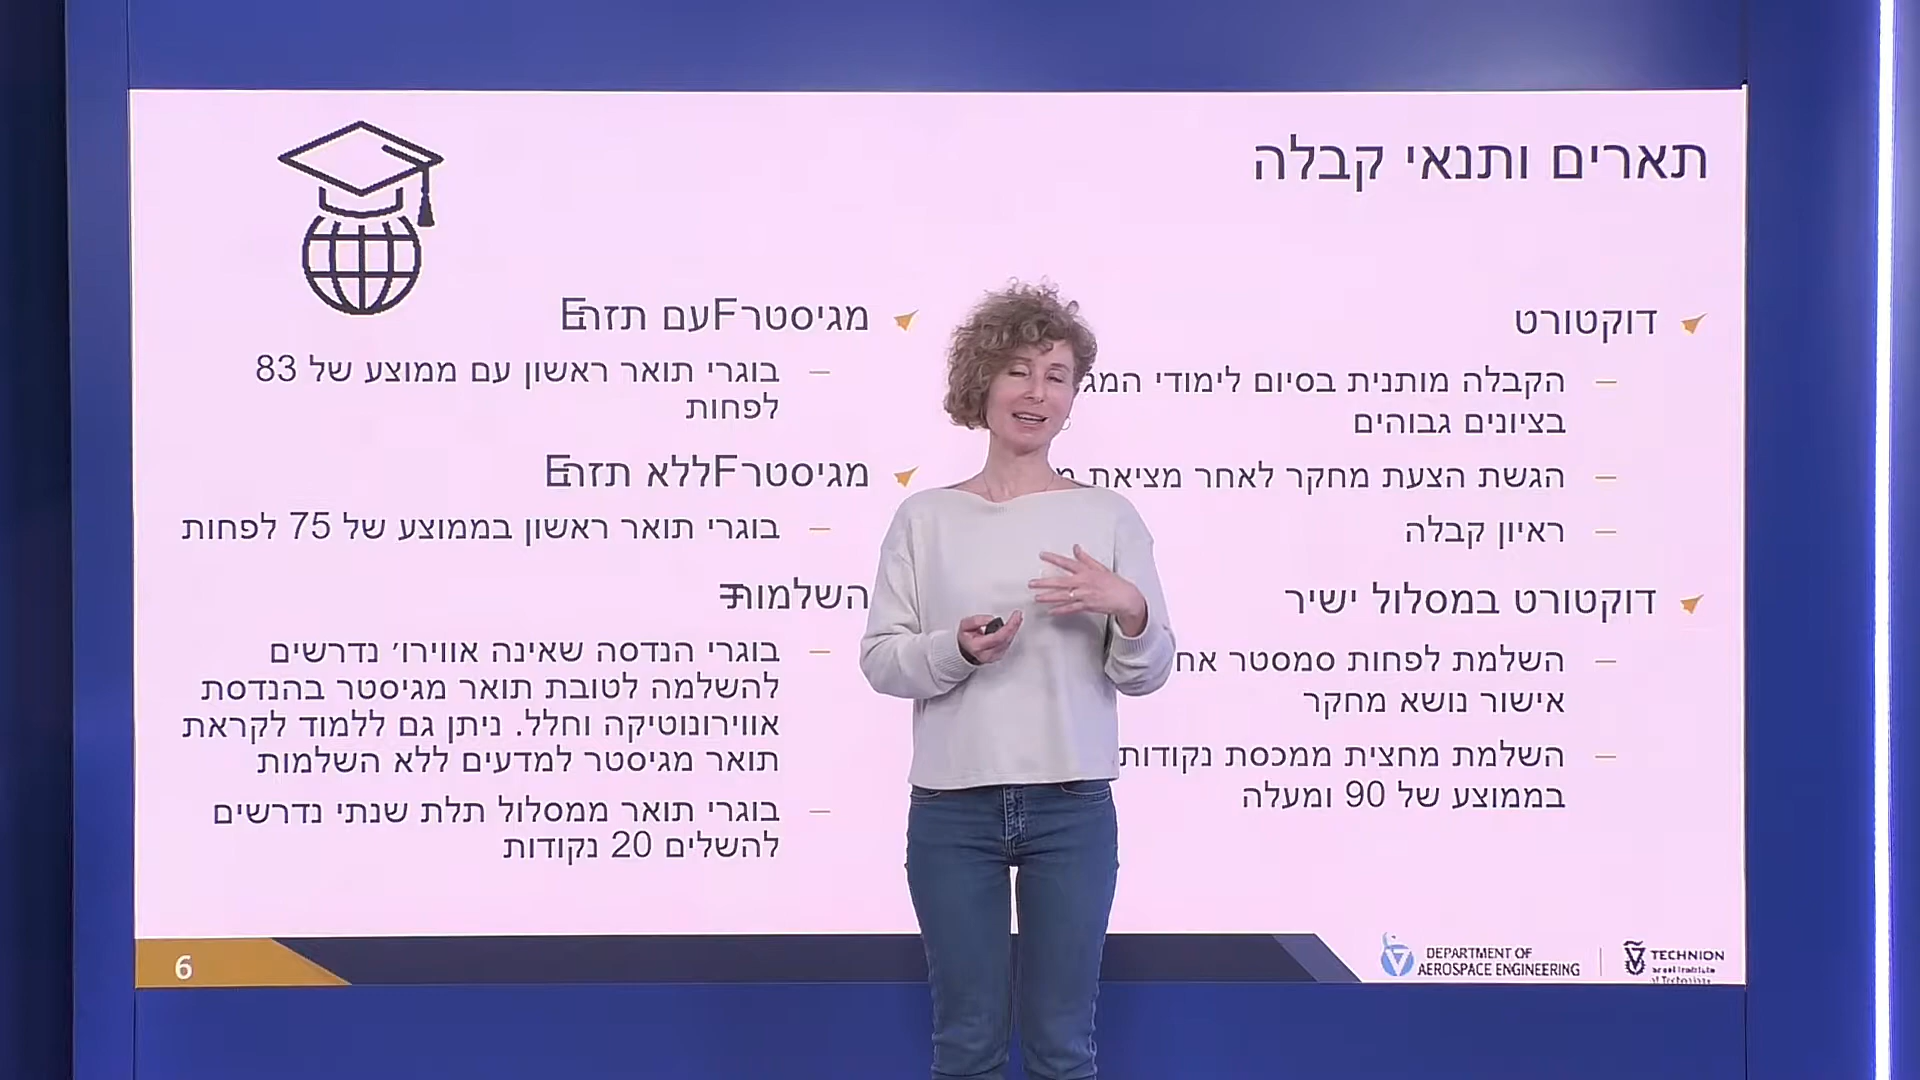 תארים ותנאי קבלה
דוקטורט
הקבלה מותנית בסיום לימודי
בציונים גבוהים
הגשת הצעת מחקר לאחר מציאת
ראיון קבלה
דוקטורט במסלול ישיר
השלמת לפחות סמסטר
אישור נושא מחקר
השלמת מחצית ממכסת נקודות
בממוצע של 90 ומעלה
מגיסטר עם תזה
בוגרי תואר ראשון עם ממוצע של 83
לפחות
מגיסטר ללא תזה
בוגרי תואר ראשון בממוצע של 75 לפחות
השלמות
בוגרי הנדסה שאינה אווירו׳ נדרשים
להשלמה לטובת תואר מגיסטר בהנדסת
אווירונוטיקה וחלל. ניתן גם ללמוד לקראת
תואר מגיסטר למדעים ללא השלמות
בוגרי תואר ממסלול תלת שנתי נדרשים
להשלים 20 נקודות
6
DEPARTMENT OF
AEROSPACE ENGINEERING
TECHNION
Israel Institute
of Technology